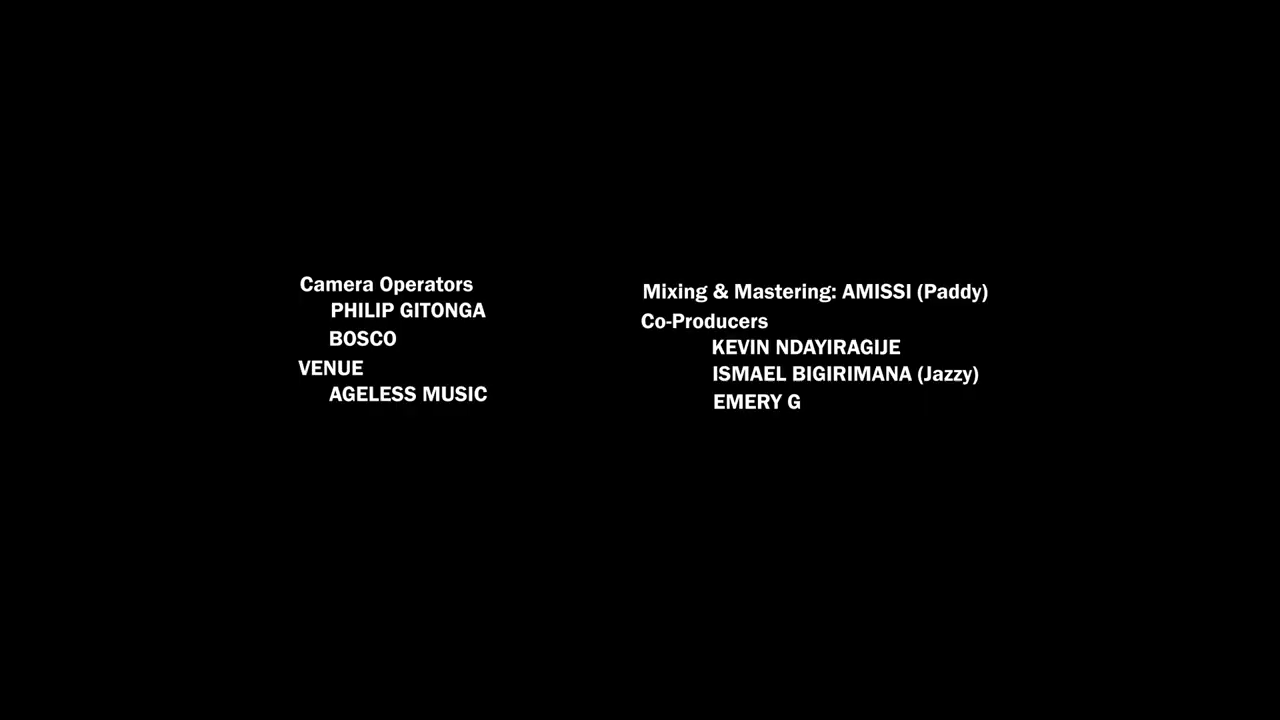 Camera Operators
PHILIP GITONGA
BOSCO
VENUE
AGELESS MUSIC
Mixing & Mastering: AMISSI (Paddy)
Co-Producers
KEVIN NDAYIRAGIJE
ISMAEL BIGIRIMANA (Jazzy)
EMERY G